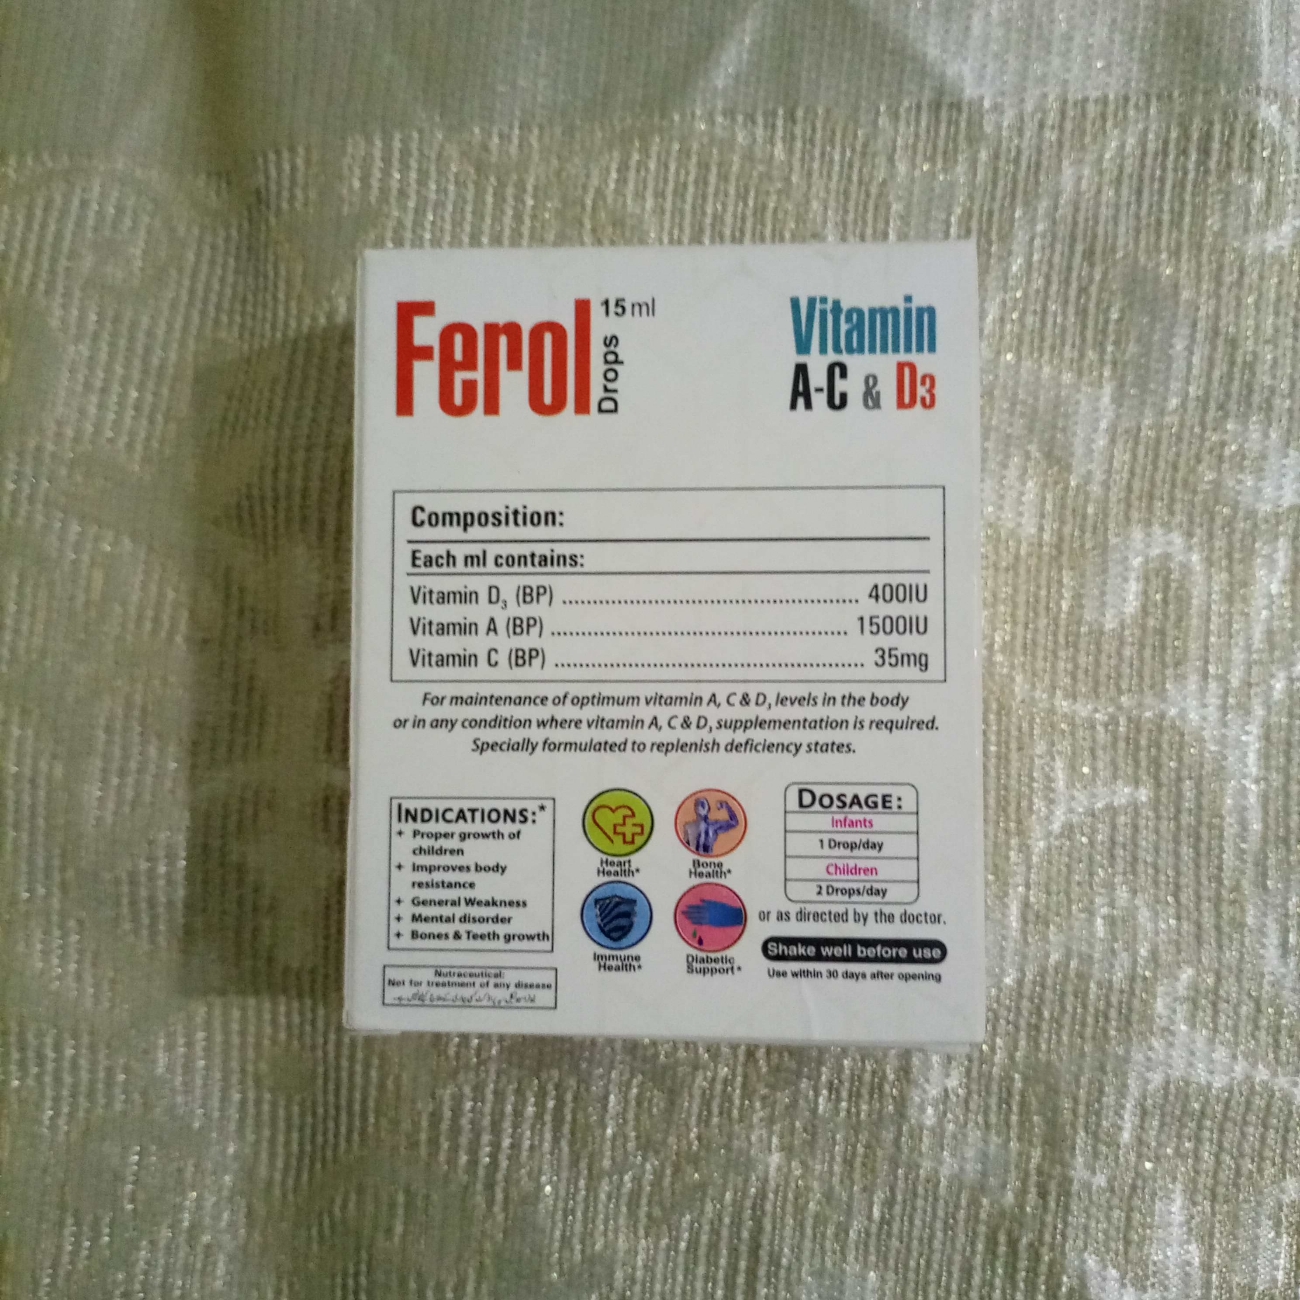 Ferol
Drops
15 ml
Vitamin
A-C & D3
Composition:
Each ml contains:
Vitamin D3 (BP) ................................................ 400IU
Vitamin A (BP) ................................................ 1500IU
Vitamin C (BP) .................................................. 35mg
For maintenance of optimum vitamin A, C & D, levels in the body
or in any condition where vitamin A, C & D, supplementation is required.
Specially formulated to replenish deficiency states.
INDICATIONS:*
+ Proper growth of
children
+ Improves body
resistance
+ General Weakness
+ Mental disorder
+ Bones & Teeth growth
Nutraceutical:
Not for treatment of any disease
Heart
Health*
Bone
Health*
Immune
Health*
Diabetic
Support*
DOSAGE:
Infants
1 Drop/day
Children
2 Drops/day
or as directed by the doctor.
Shake well before use
Use within 30 days after opening